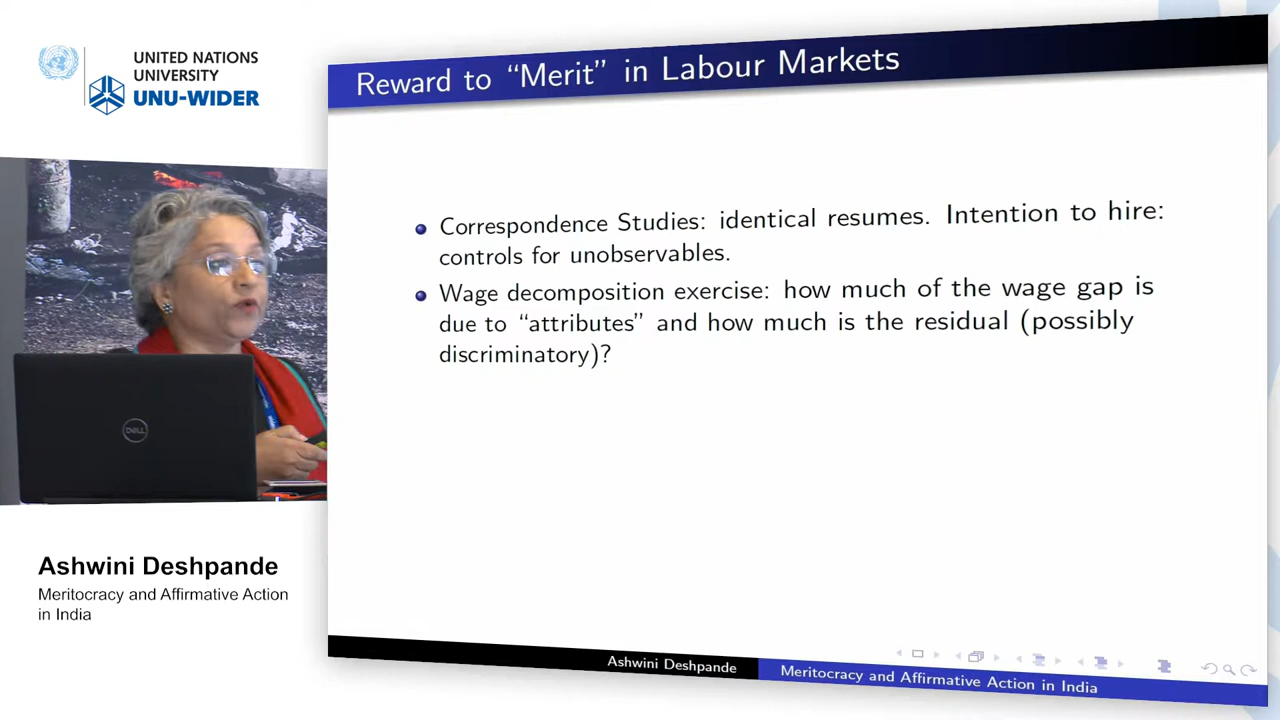 UNITED NATIONS
UNIVERSITY
UNU-WIDER
Reward to “Merit” in Labour Markets
Correspondence Studies: identical resumes. Intention to hire:
controls for unobservables.
Wage decomposition exercise: how much of the wage gap is
due to “attributes” and how much is the residual (possibly
discriminatory)?
DELL
Ashwini Deshpande
Meritocracy and Affirmative Action
in India
Ashwini Deshpande
Meritocracy and Affirmative Action in India